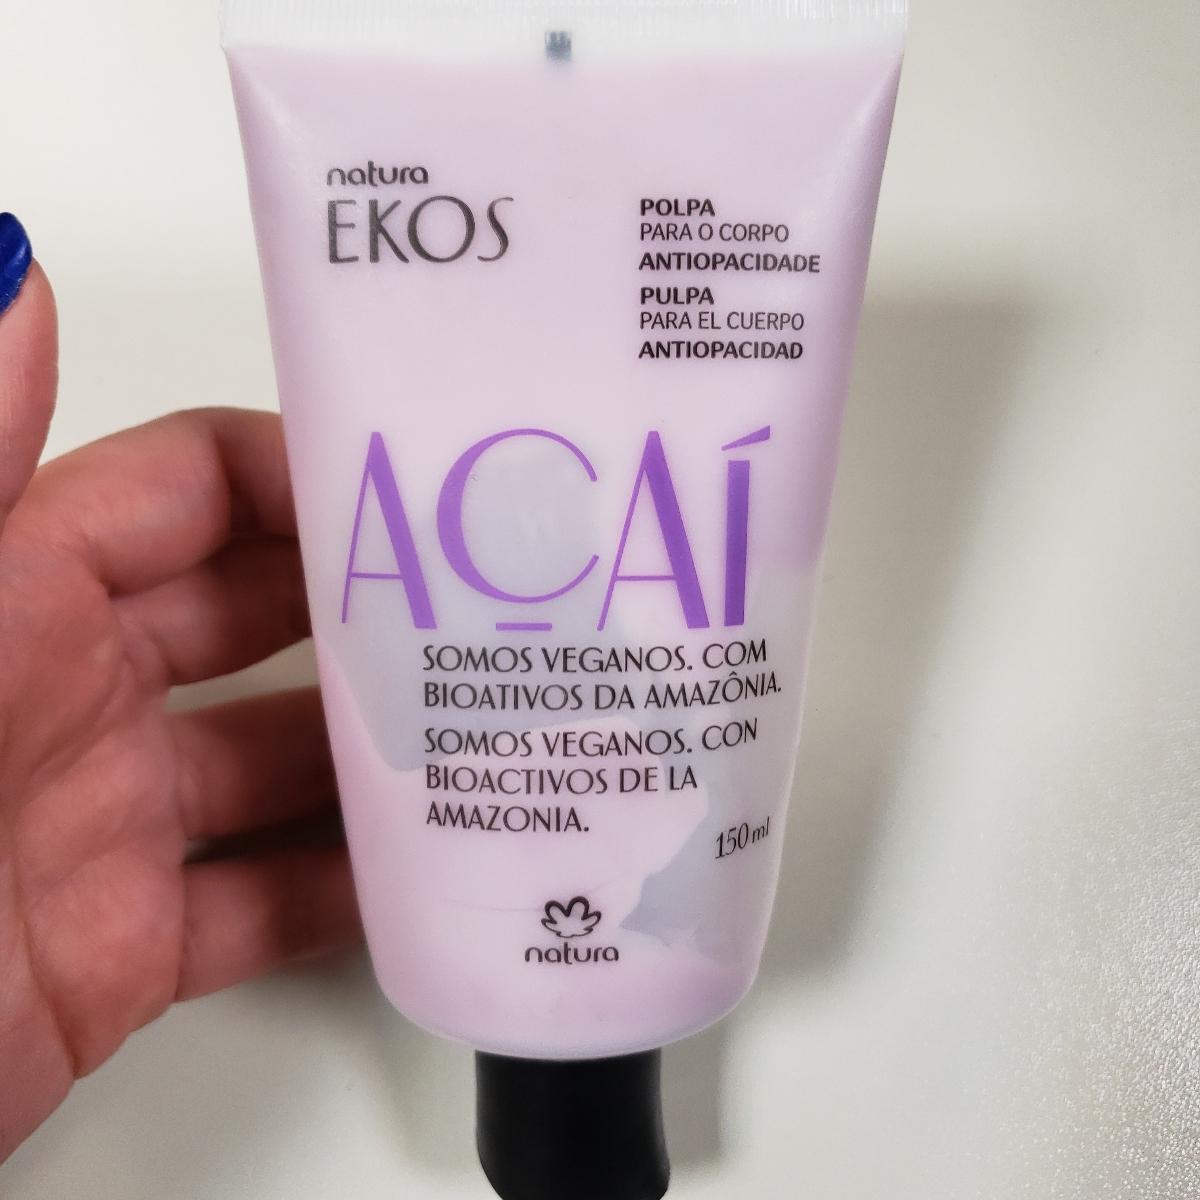 natura
EKOS
POLPA
PARA O CORPO
ANTIOPACIDADE
PULPA
PARA EL CUERPO
ANTIOPACIDAD
AÇAÍ
SOMOS VEGANOS. COM
BIOATIVOS DA AMAZÔNIA.
SOMOS VEGANOS. CON
BIOACTIVOS DE LA
AMAZONIA.
150 ml
natura